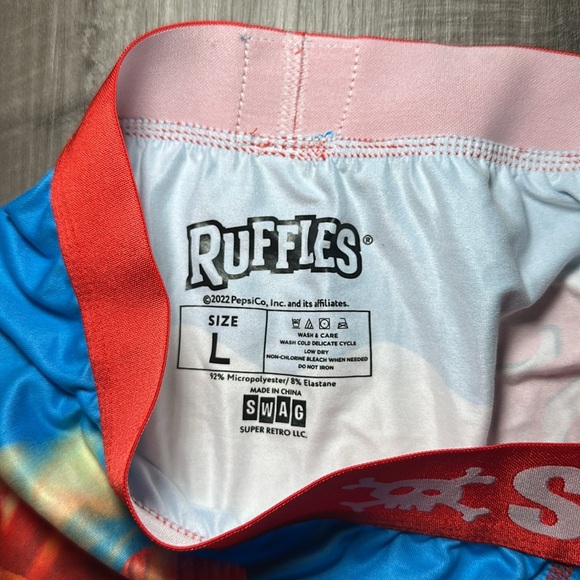 RUFFLES®
©2022 PepsiCo, Inc. and its affiliates.
SIZE
L
WASH & CARE
WASH COLD DELICATE CYCLE
LOW DRY
NON-CHLORINE BLEACH WHEN NEEDED
DO NOT IRON
92% Micropolyester/ 8% Elastane
MADE IN CHINA
SWAG
SUPER RETRO LLC.
S